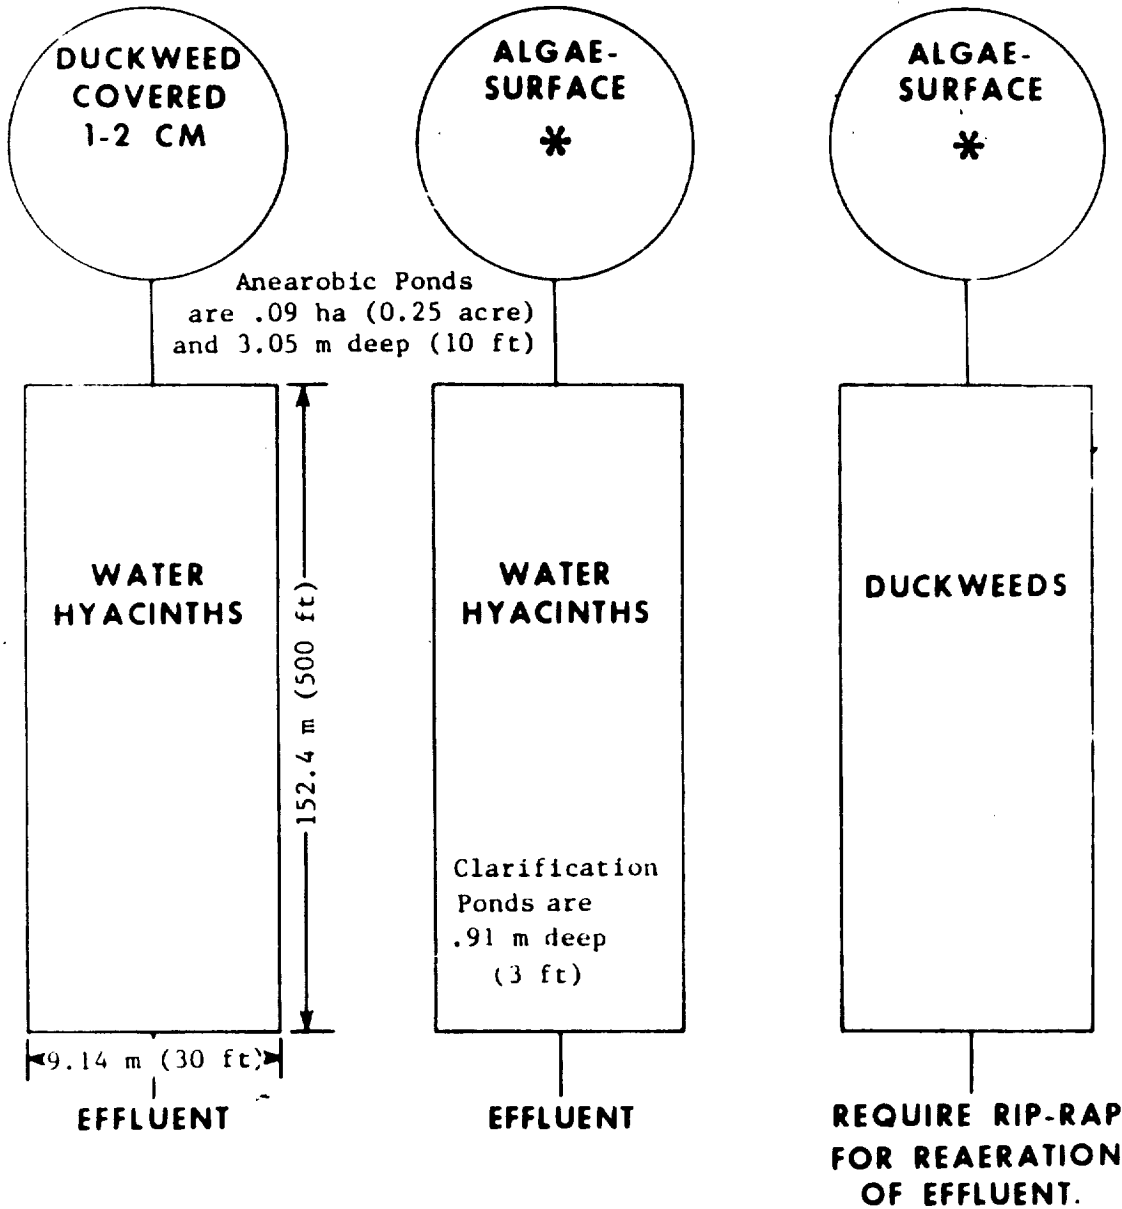 DUCKWEED
COVERED
1-2 CM
ALGAE-
SURFACE
*
ALGAE-
SURFACE
*
Anearobic Ponds
are .09 ha (0.25 acre)
and 3.05 m deep (10 ft)
WATER
HYACINTHS
152.4 m (500 ft)
WATER
HYACINTHS
DUCKWEEDS
Clarification
Ponds are
.91 m deep
(3 ft)
9.14 m (30 ft)
EFFLUENT
EFFLUENT
REQUIRE RIP-RAP
FOR REAERATION
OF EFFLUENT.